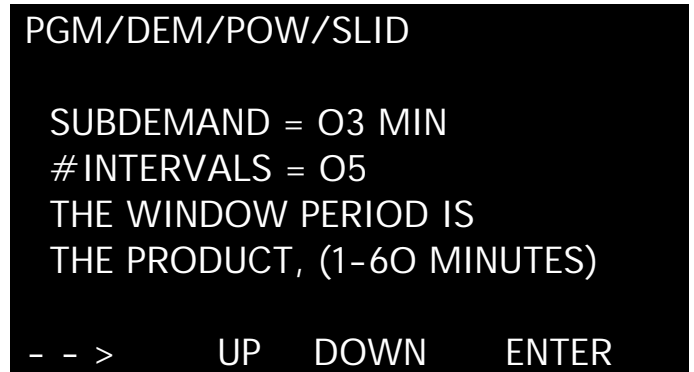 PGM/DEM/POW/SLID
SUBDEMAND = O3 MIN
#INTERVALS = O5
THE WINDOW PERIOD IS
THE PRODUCT, (1-6O MINUTES)
- - > UP DOWN ENTER